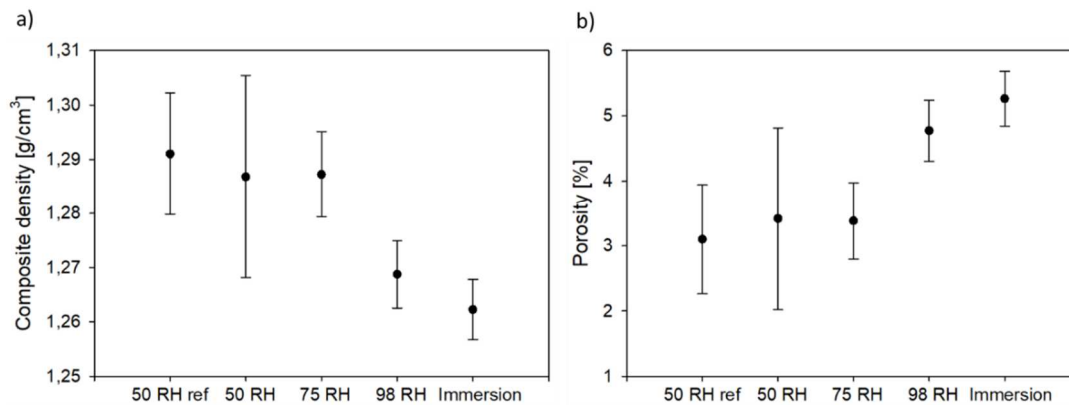 a)
Composite density [g/cm³]
1,31
1,30
1,29
1,28
1,27
1,26
1,25
50 RH ref 50 RH 75 RH 98 RH Immersion
b)
Porosity [%]
6
5
4
3
2
1
50 RH ref 50 RH 75 RH 98 RH Immersion